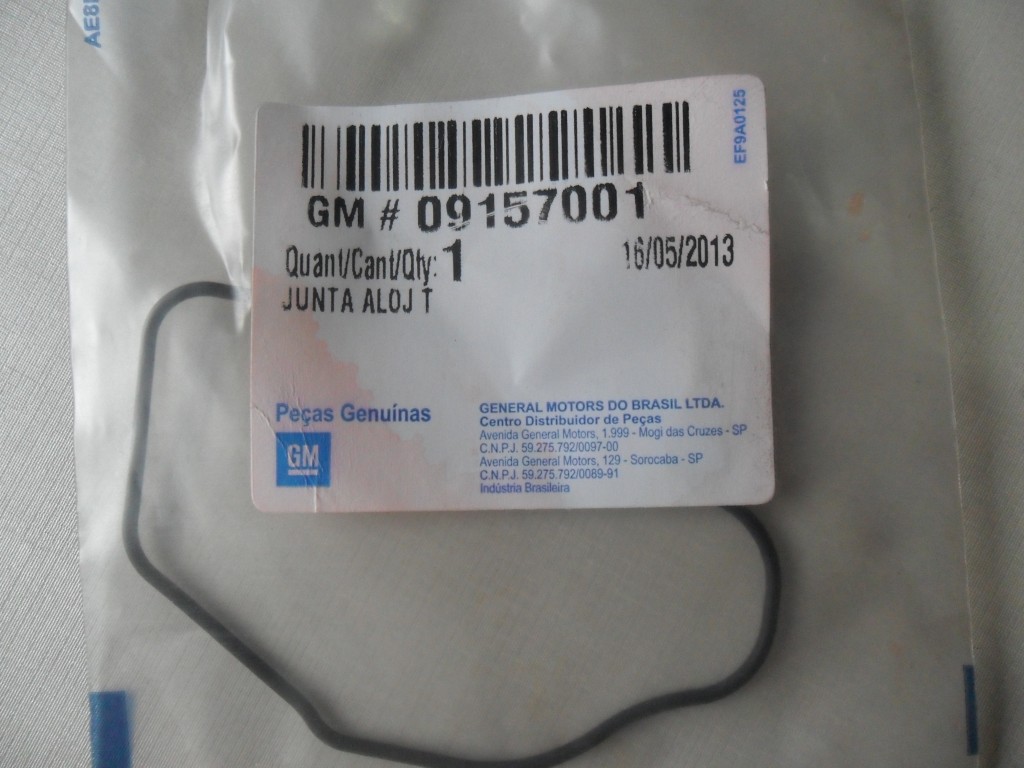 EF9A0125
GM # 09157001
Quant/Cant/Qty: 1 16/05/2013
JUNTA ALOJ T
Peças Genuínas
GM
GENERAL MOTORS DO BRASIL LTDA.
Centro Distribuidor de Peças
Avenida General Motors, 1.999 - Mogi das Cruzes - SP
C.N.P.J. 59.275.792/0097-00
Avenida General Motors, 129 - Sorocaba - SP
C.N.P.J. 59.275.792/0089-91
Indústria Brasileira